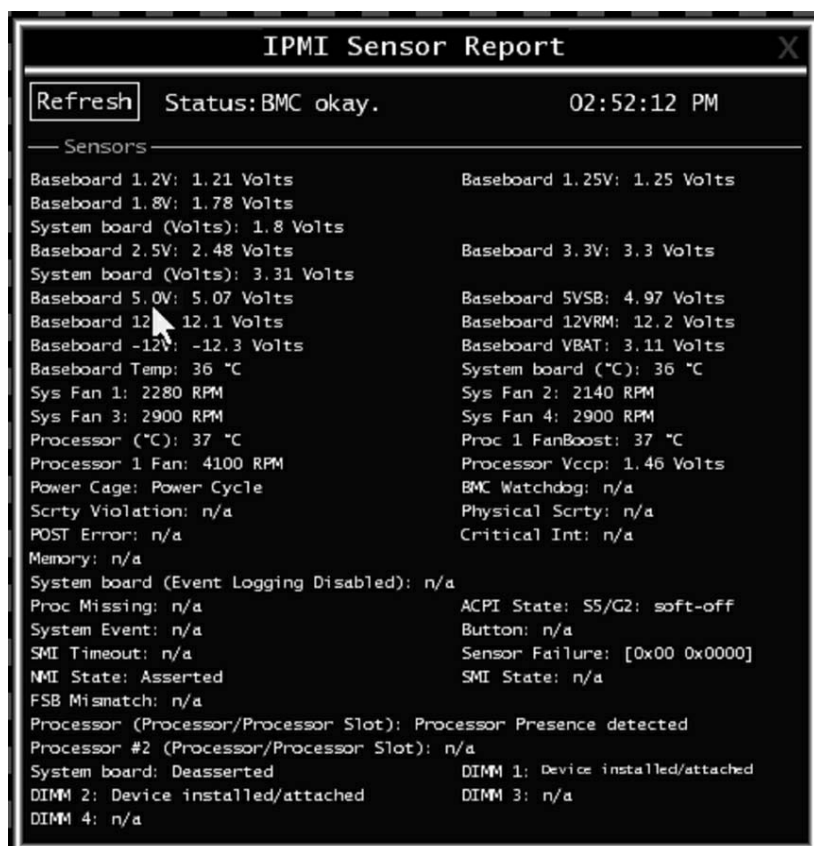 IPMI Sensor Report X
Refresh Status:BMC okay. 02:52:12 PM
Sensors
Baseboard 1.2V: 1.21 Volts Baseboard 1.25V: 1.25 Volts
Baseboard 1.8V: 1.78 Volts
System board (Volts): 1.8 Volts
Baseboard 2.5V: 2.48 Volts Baseboard 3.3V: 3.3 Volts
System board (Volts): 3.31 Volts
Baseboard 5.0V: 5.07 Volts Baseboard 5VSB: 4.97 Volts
Baseboard 12 12.1 Volts Baseboard 12VRM: 12.2 Volts
Baseboard -12V: -12.3 Volts Baseboard VBAT: 3.11 Volts
Baseboard Temp: 36 °C System board (°C): 36 °C
Sys Fan 1: 2280 RPM Sys Fan 2: 2140 RPM
Sys Fan 3: 2900 RPM Sys Fan 4: 2900 RPM
Processor (°C): 37 °C Proc 1 FanBoost: 37 °C
Processor 1 Fan: 4100 RPM Processor Vccp: 1.46 Volts
Power Cage: Power Cycle BMC Watchdog: n/a
Scrty Violation: n/a Physical Scrty: n/a
POST Error: n/a Critical Int: n/a
Memory: n/a
System board (Event Logging Disabled): n/a
Proc Missing: n/a ACPI State: S5/G2: soft-off
System Event: n/a Button: n/a
SMI Timeout: n/a Sensor Failure: [0x00 0x0000]
NMI State: Asserted SMI State: n/a
FSB Mismatch: n/a
Processor (Processor/Processor Slot): Processor Presence detected
Processor #2 (Processor/Processor Slot): n/a
System board: Deasserted DIMM 1: Device installed/attached
DIMM 2: Device installed/attached DIMM 3: n/a
DIMM 4: n/a